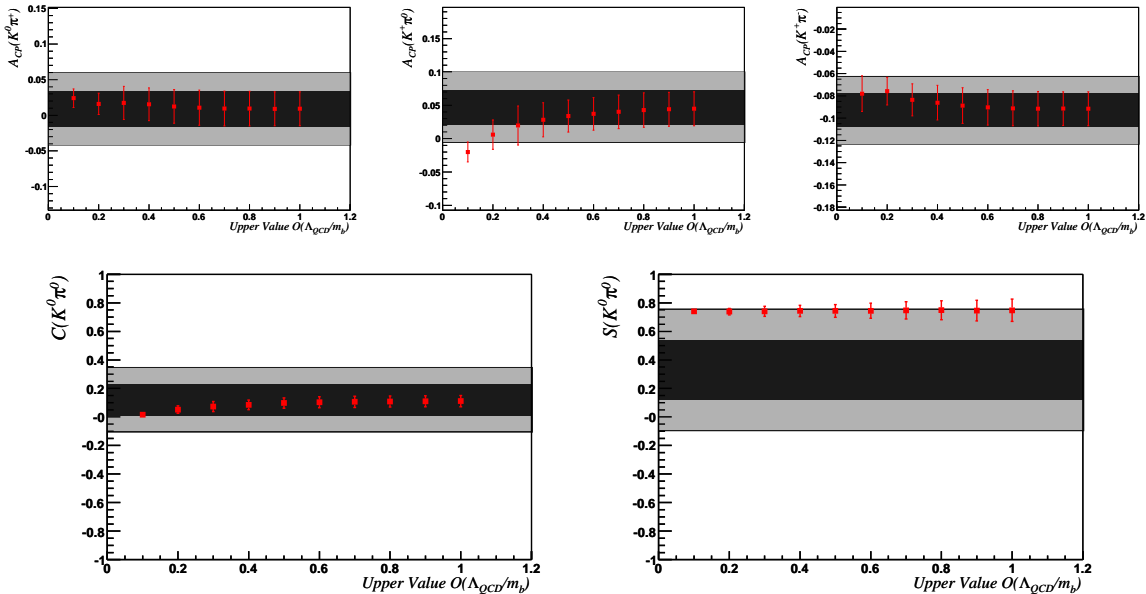 A_CP(K⁰π⁺)
0.15
0.1
0.05
0
-0.05
-0.1
0 0.2 0.4 0.6 0.8 1 1.2
Upper Value O(Λ_QCD/m_b)
A_CP(K⁺π⁰)
0.15
0.1
0.05
0
-0.05
-0.1
0 0.2 0.4 0.6 0.8 1 1.2
Upper Value O(Λ_QCD/m_b)
A_CP(K⁺π)
-0.02
-0.04
-0.06
-0.08
-0.1
-0.12
-0.14
-0.16
-0.18
0 0.2 0.4 0.6 0.8 1 1.2
Upper Value O(Λ_QCD/m_b)
C(K⁰π⁰)
1
0.8
0.6
0.4
0.2
-0
-0.2
-0.4
-0.6
-0.8
-1
0 0.2 0.4 0.6 0.8 1 1.2
Upper Value O(Λ_QCD/m_b)
S(K⁰π⁰)
1
0.8
0.6
0.4
0.2
-0
-0.2
-0.4
-0.6
-0.8
-1
0 0.2 0.4 0.6 0.8 1 1.2
Upper Value O(Λ_QCD/m_b)